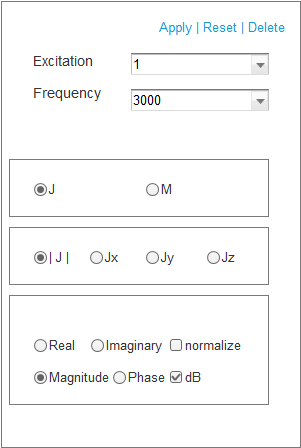 Apply | Reset | Delete
Excitation 1
Frequency 3000
J M
| J | Jx Jy Jz
Real Imaginary normalize
Magnitude Phase dB